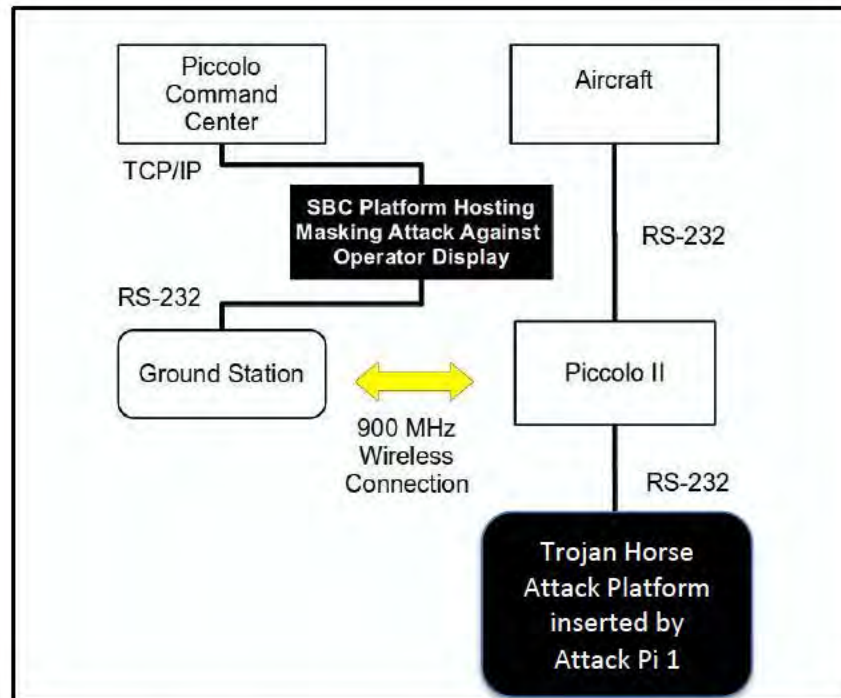 Piccolo
Command
Center
TCP/IP
SBC Platform Hosting
Masking Attack Against
Operator Display
RS-232
Ground Station
900 MHz
Wireless
Connection
Aircraft
RS-232
Piccolo II
RS-232
Trojan Horse
Attack Platform
inserted by
Attack Pi 1